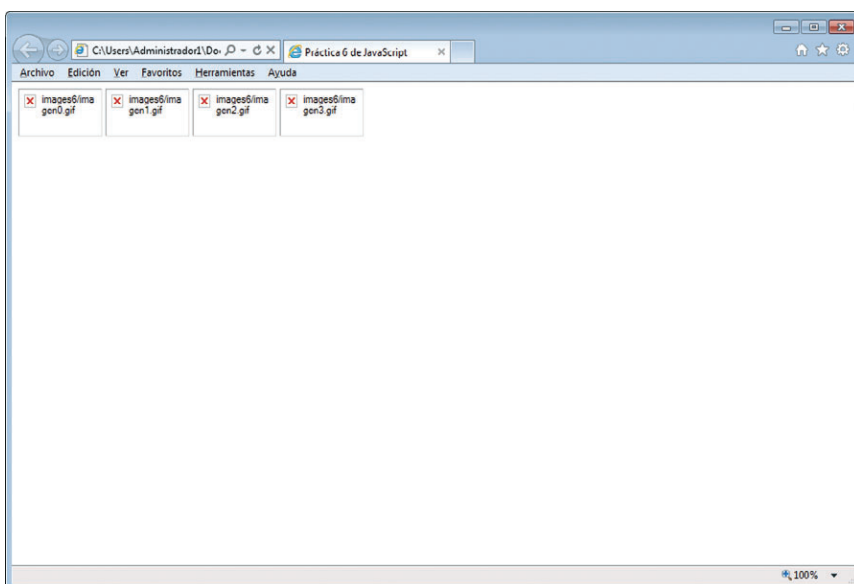 C:\Users\Administrador1\Do
Práctica 6 de JavaScript
Archivo Edición Ver Favoritos Herramientas Ayuda
images6/ima
gen0.gif
images6/ima
gen1.gif
images6/ima
gen2.gif
images6/ima
gen3.gif
100%